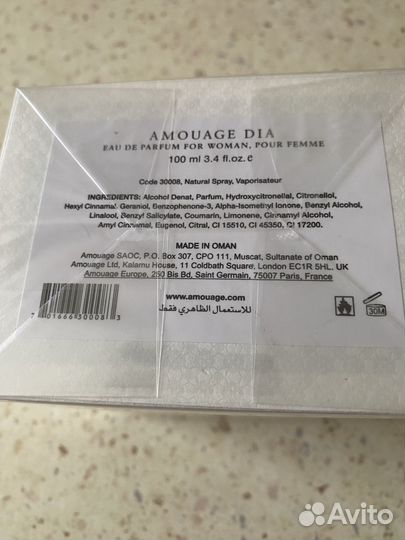 AMOUAGE DIA
EAU DE PARFUM FOR WOMAN, POUR FEMME
100 ml 3.4 fl.oz. e
Code 30008, Natural Spray, Vaporisateur
INGREDIENTS: Alcohol Denat, Parfum, Hydroxycitronellal, Citronellol,
Hexyl Cinnamal, Geraniol, Benzophenone-3, Alpha-Isomethyl Ionone, Benzyl Alcohol,
Linalool, Benzyl Salicylate, Coumarin, Limonene, Cinnamyl Alcohol,
Amyl Cinnamal, Eugenol, Citral, CI 15510, CI 45350, CI 17200.
MADE IN OMAN
Amouage SAOC, P.O. Box 307, CPO 111, Muscat, Sultanate of Oman
Amouage Ltd, Kalamu House, 11 Coldbath Square, London EC1R 5HL, UK
Amouage Europe, 250 Bis Bd, Saint Germain, 75007 Paris, France
www.amouage.com
للاستعمال الظاهري فقط
30M
7 01666 30008 3
Avito